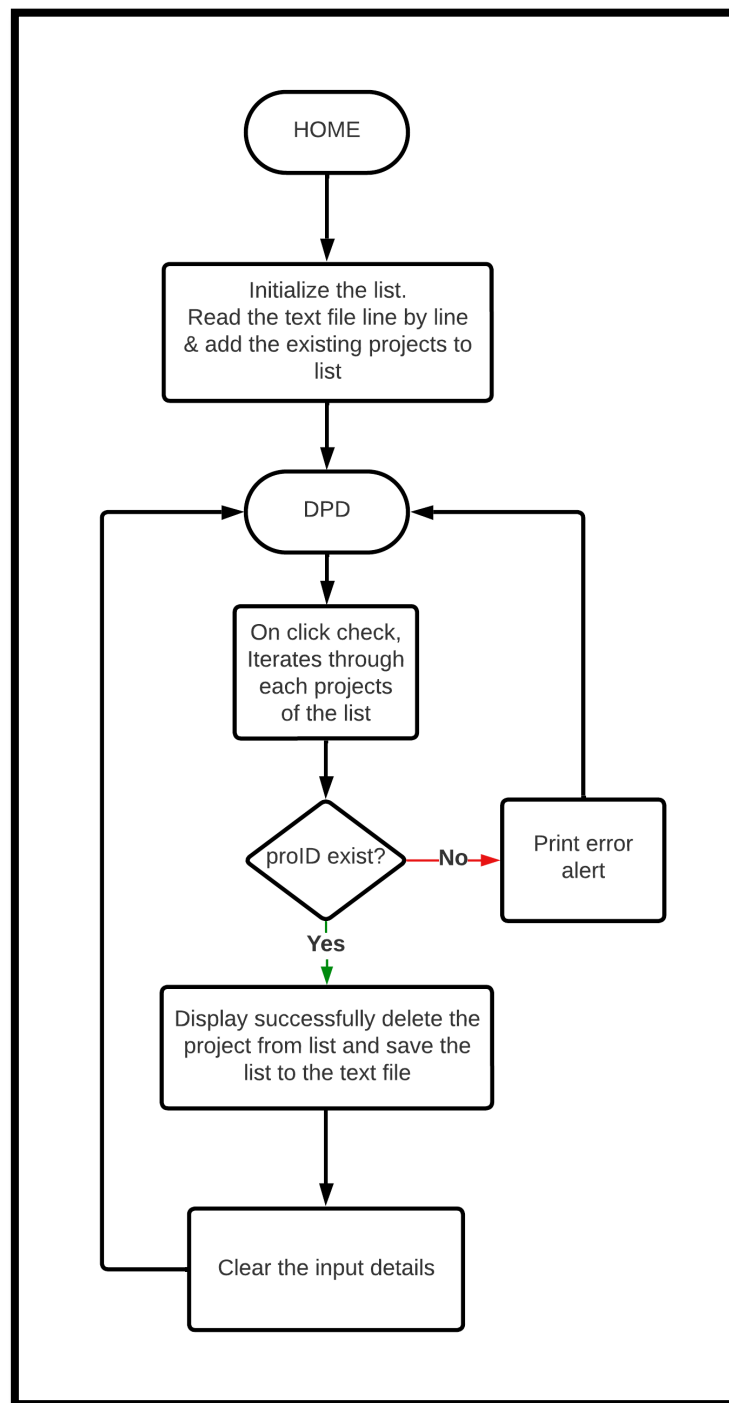 HOME
Initialize the list.
Read the text file line by line
& add the existing projects to
list
DPD
On click check,
Iterates through
each projects
of the list
proID exist?
No
Print error
alert
Yes
Display successfully delete the
project from list and save the
list to the text file
Clear the input details